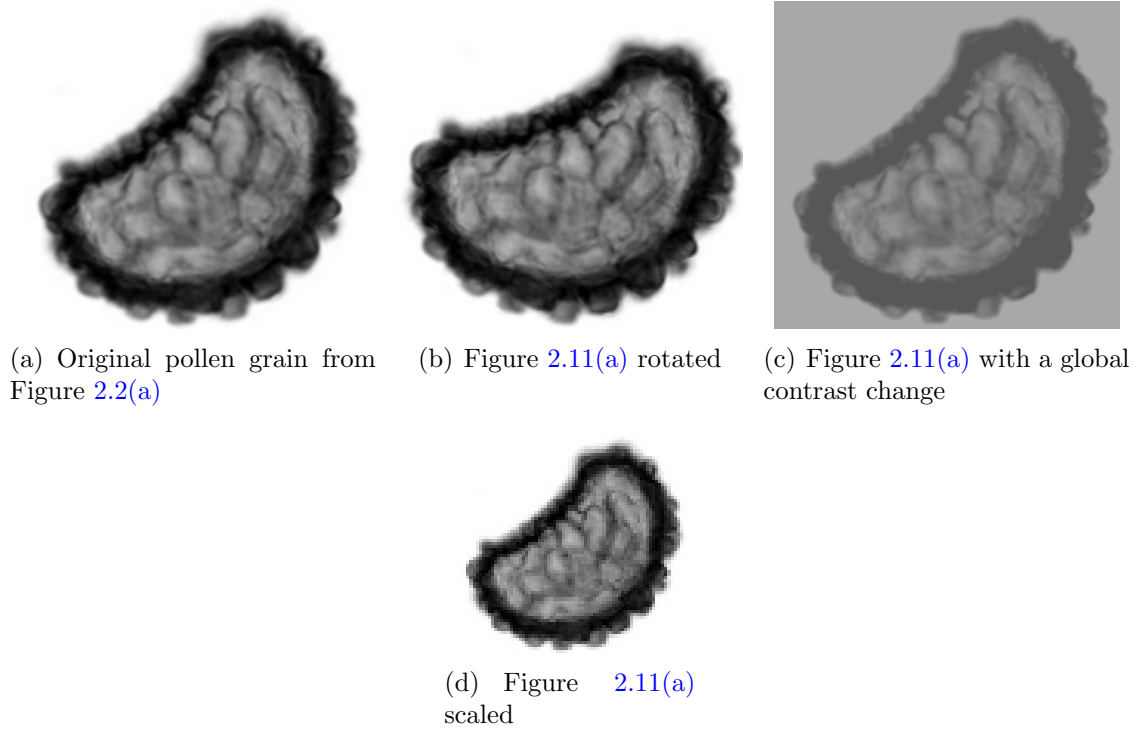 (a) Original pollen grain from
Figure 2.2(a)
(b) Figure 2.11(a) rotated
(c) Figure 2.11(a) with a global
contrast change
(d) Figure 2.11(a)
scaled